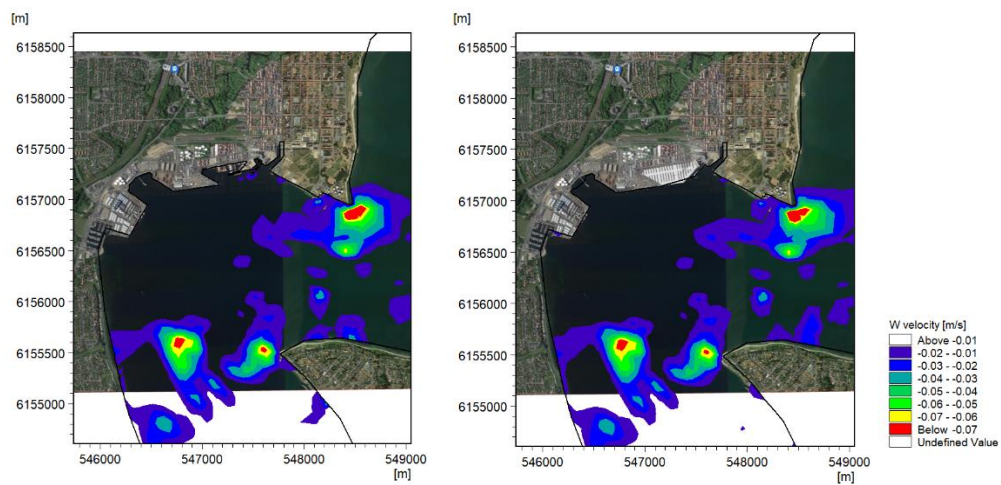 [m]
6158500
6158000
6157500
6157000
6156500
6156000
6155500
6155000
546000 547000 548000 549000
[m]
[m]
6158500
6158000
6157500
6157000
6156500
6156000
6155500
6155000
546000 547000 548000 549000
[m]
W velocity [m/s]
Above -0.01
-0.02 - -0.01
-0.03 - -0.02
-0.04 - -0.03
-0.05 - -0.04
-0.06 - -0.05
-0.07 - -0.06
Below -0.07
Undefined Value